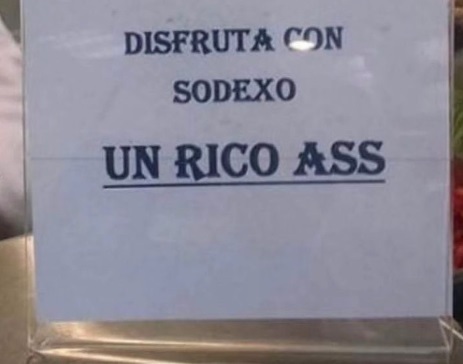 DISFRUTA CON
SODEXO
UN RICO ASS